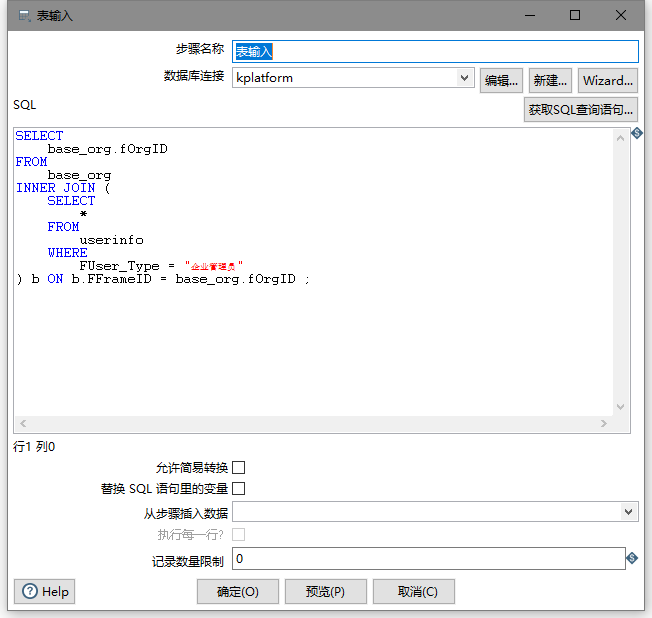 表输入
步骤名称 表输入
数据库连接 kplatform 编辑... 新建... Wizard...
SQL 获取SQL查询语句...
SELECT
base_org.fOrgID
FROM
base_org
INNER JOIN (
SELECT
*
FROM
userinfo
WHERE
FUser_Type = "企业管理员"
) b ON b.FFrameID = base_org.fOrgID ;
行1 列0
允许简易转换
替换 SQL 语句里的变量
从步骤插入数据
执行每一行?
记录数量限制 0
Help 确定(O) 预览(P) 取消(C)